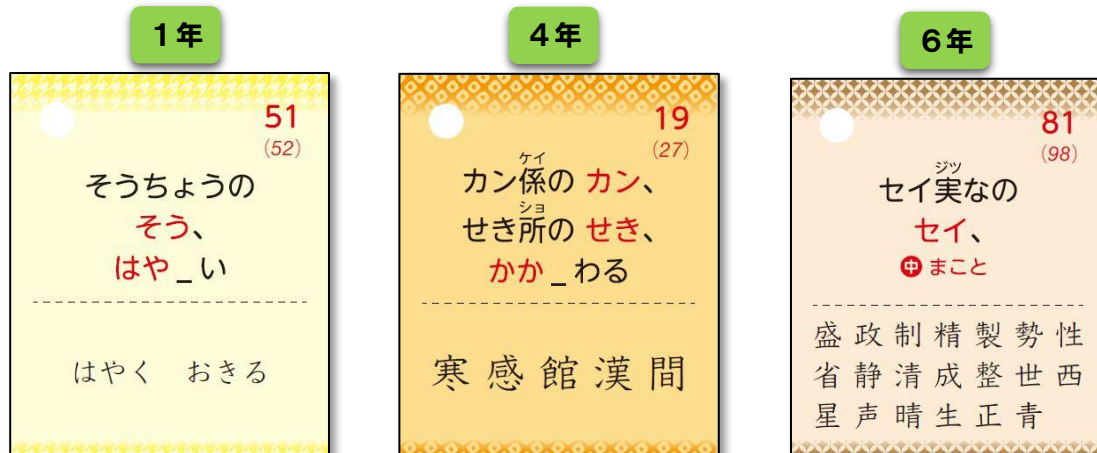 １年
51
(52)
そうちょうの
そう、
はや_い
はやく おきる
４年
19
(27)
ケイ
カン係の カン、
ショ
せき所の せき、
かか_わる
寒感館漢間
６年
81
(98)
ジツ
セイ実なの
セイ、
中 まこと
盛政制精製勢性
省静清成整世西
星声晴生正青